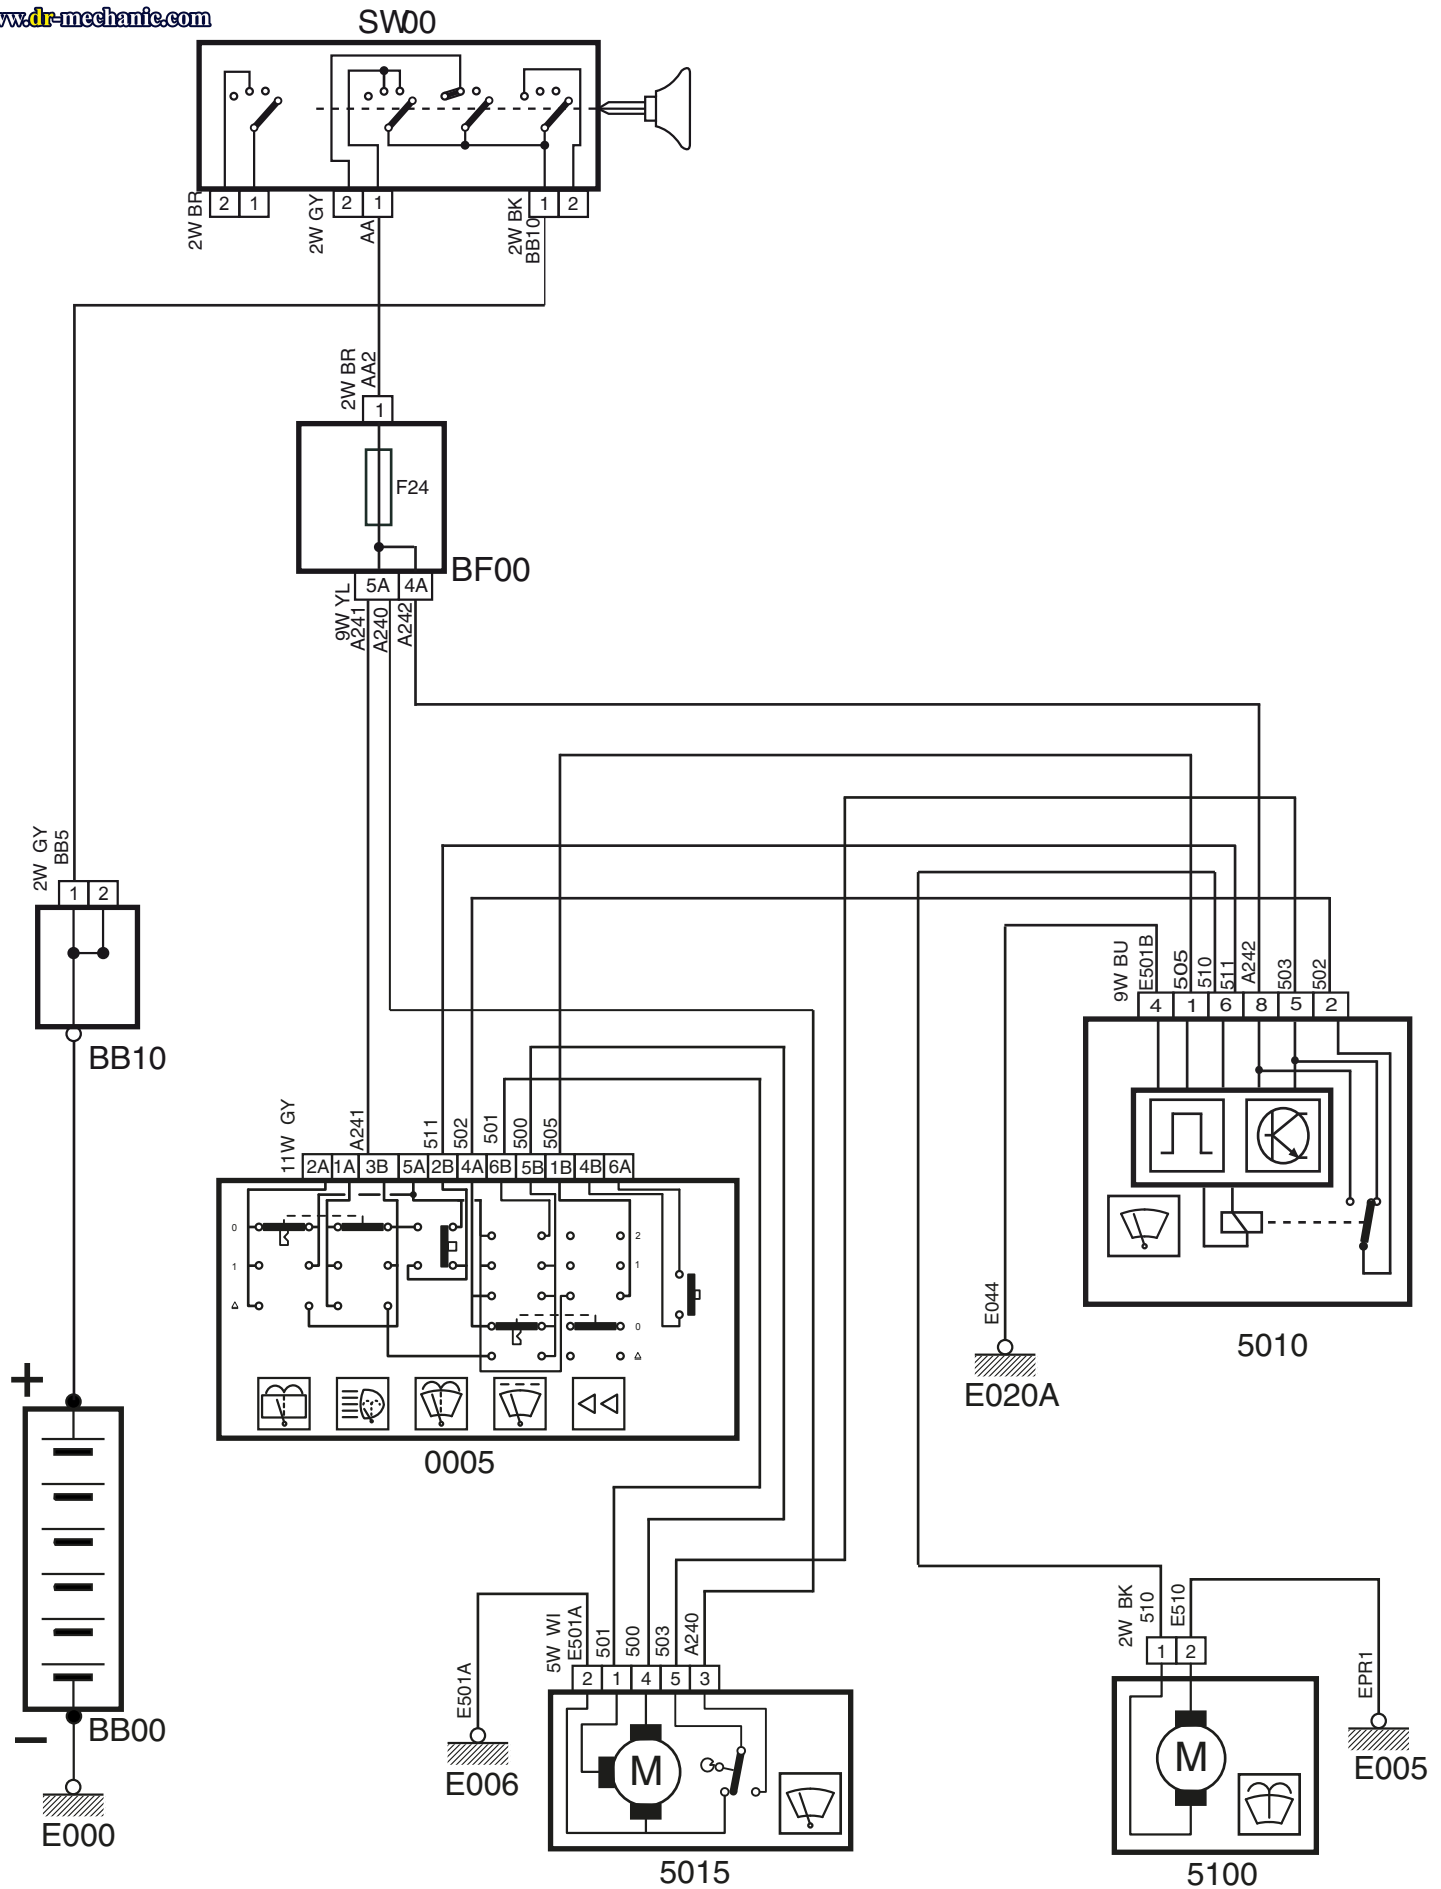 www.dr-mechanic.com
SW00
2W BR
2 1
2W GY
2 1
AA
2W BK
BB10
1 2
2W BR
AA2
1
F24
BF00
5A 4A
9W YL
A241
A240
A242
2W GY
BB5
1 2
BB10
9W BU
E501B
505
510
511
A242
503
502
4 1 6 8 5 2
5010
E044
E020A
11W GY
A241
511
502
501
500
505
2A 1A 3B 5A 2B 4A 6B 5B 1B 4B 6A
0
1
2
1
0
0005
+
−
BB00
E000
5W WI
E501A
501
500
503
A240
2 1 4 5 3
E501A
E006
M
5015
2W BK
510
E510
1 2
EPR1
E005
M
5100